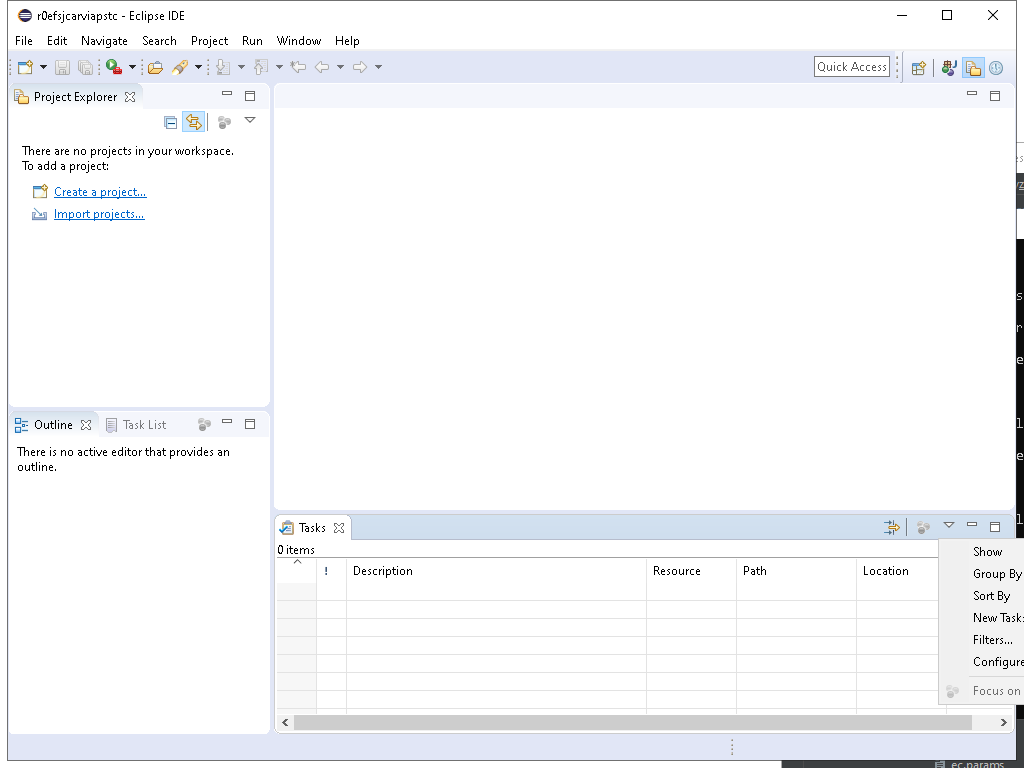 r0efsjcarviapstc - Eclipse IDE
File Edit Navigate Search Project Run Window Help
Quick Access
Project Explorer
There are no projects in your workspace.
To add a project:
Create a project...
Import projects...
Outline Task List
There is no active editor that provides an
outline.
Tasks
0 items
! Description Resource Path Location
Show
Group By
Sort By
New Task
Filters...
Configure
Focus on
ec.params